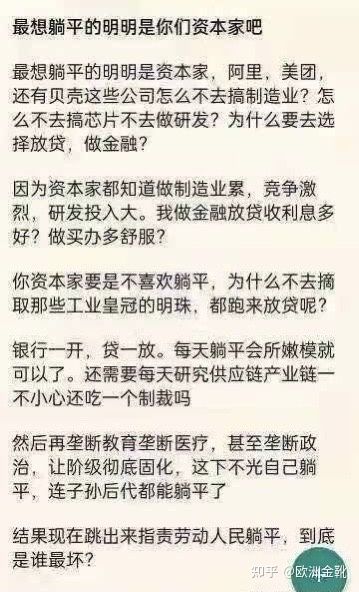 最想躺平的明明是你们资本家吧
最想躺平的明明是资本家，阿里，美团，
还有贝壳这些公司怎么不去搞制造业？怎
么不去搞芯片不去做研发？为什么要去选
择放贷，做金融？
因为资本家都知道做制造业累，竞争激
烈，研发投入大。我做金融放贷收利息多
好？做买办多舒服？
你资本家要是不喜欢躺平，为什么不去摘
取那些工业皇冠的明珠，都跑来放贷呢？
银行一开，贷一放。每天躺平会所嫩模就
可以了。还需要每天研究供应链产业链一
不小心还吃一个制裁吗
然后再垄断教育垄断医疗，甚至垄断政
治，让阶级彻底固化，这下不光自己躺
平，连子孙后代都能躺平了
结果现在跳出来指责劳动人民躺平，到底
是谁最坏？
知乎 @欧洲金靴